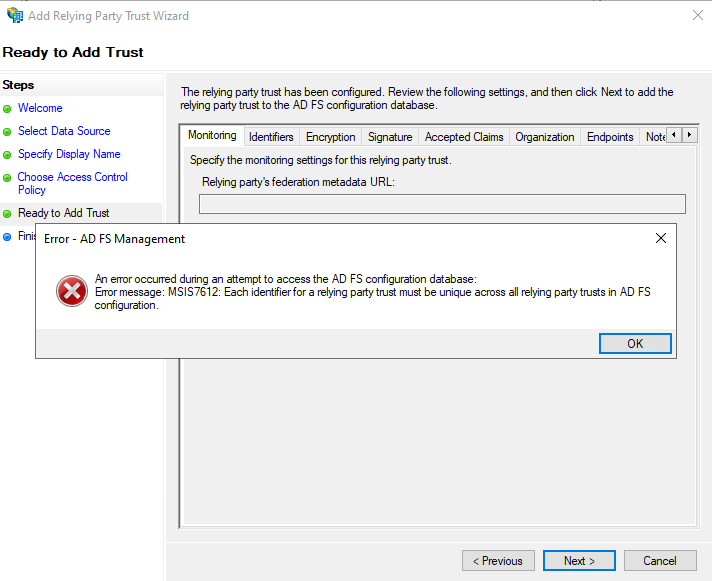 Add Relying Party Trust Wizard
Ready to Add Trust
Steps
Welcome
Select Data Source
Specify Display Name
Choose Access Control
Policy
Ready to Add Trust
Finis
The relying party trust has been configured. Review the following settings, and then click Next to add the
relying party trust to the AD FS configuration database.
Monitoring Identifiers Encryption Signature Accepted Claims Organization Endpoints Note
Specify the monitoring settings for this relying party trust.
Relying party's federation metadata URL:
Error - AD FS Management
An error occurred during an attempt to access the AD FS configuration database:
Error message: MSIS7612: Each identifier for a relying party trust must be unique across all relying party trusts in AD FS
configuration.
OK
< Previous Next > Cancel